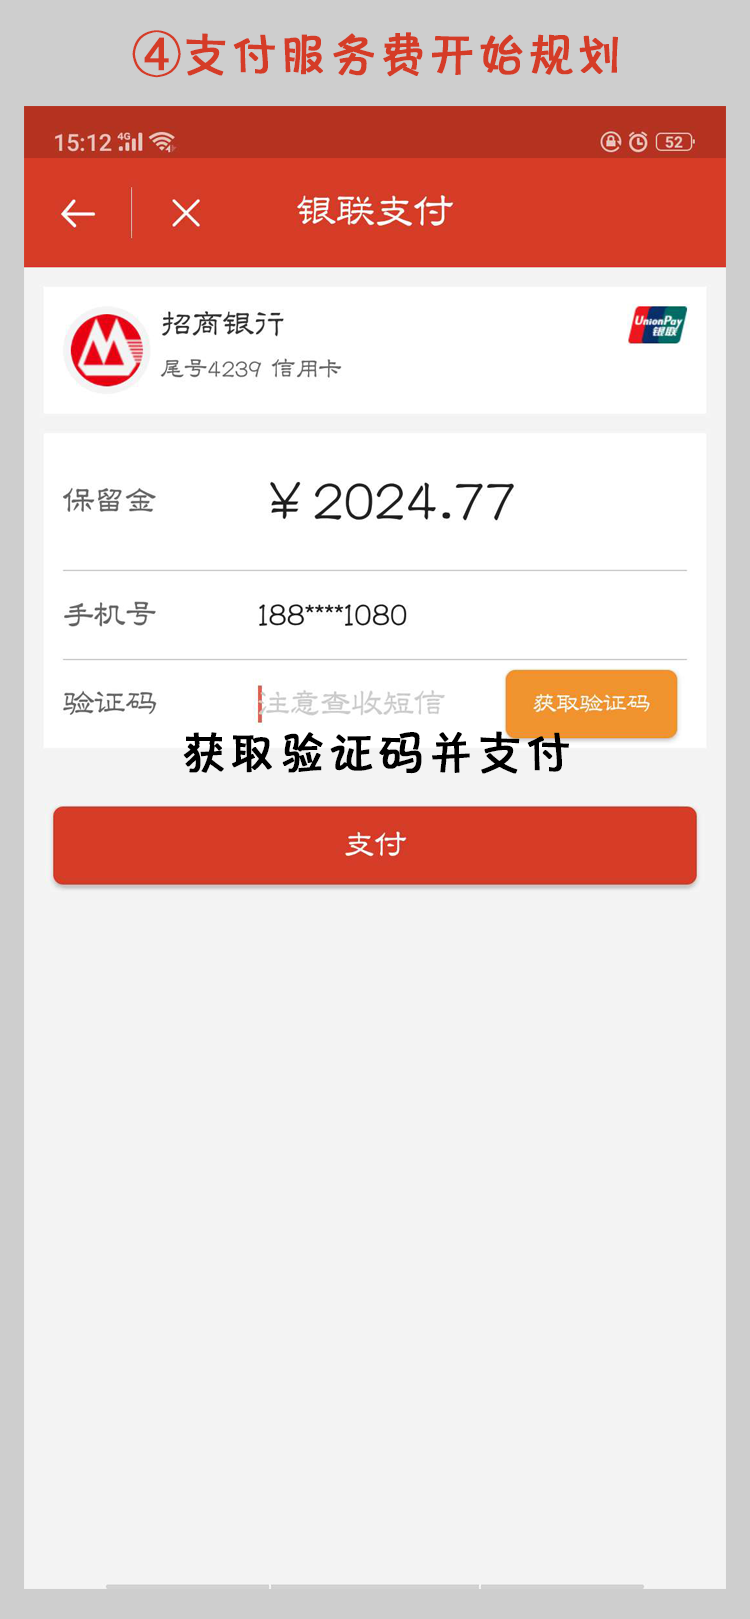 ④支付服务费开始规划
15:12 4G 52
银联支付
招商银行
UnionPay
银联
尾号4239 信用卡
保留金 ￥2024.77
手机号 188****1080
验证码 注意查收短信 获取验证码
获取验证码并支付
支付